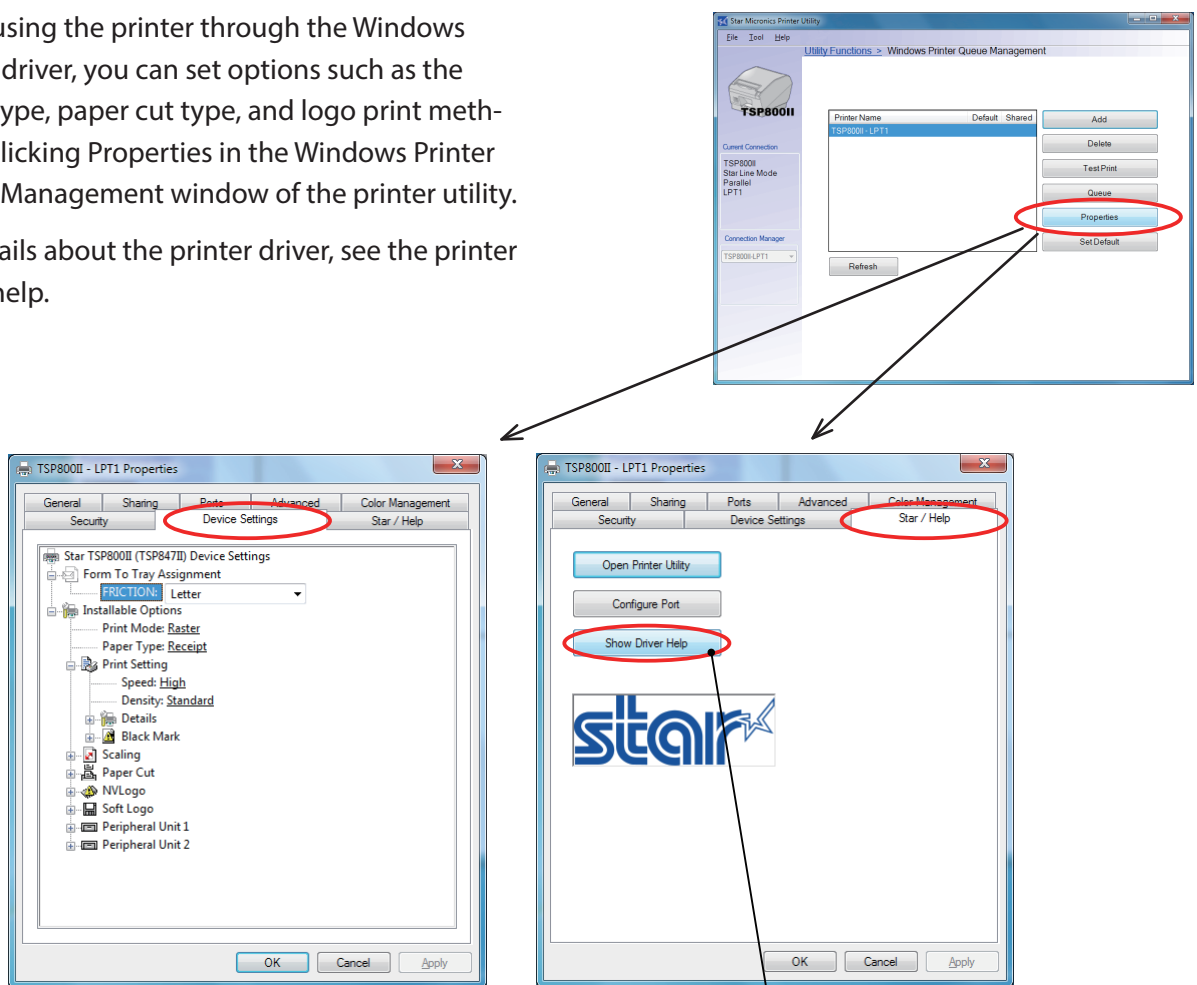 using the printer through the Windows
driver, you can set options such as the
ype, paper cut type, and logo print meth-
licking Properties in the Windows Printer
Management window of the printer utility.
ails about the printer driver, see the printer
help.
Star Micronics Printer Utility
File Tool Help
Utility Functions > Windows Printer Queue Management
TSP800II
Current Connection
TSP800II
Star Line Mode
Parallel
LPT1
Connection Manager
TSP800II-LPT1
Printer Name Default Shared
TSP800II - LPT1
Add
Delete
Test Print
Queue
Properties
Set Default
Refresh
TSP800II - LPT1 Properties
General Sharing Ports Advanced Color Management
Security Device Settings Star / Help
Star TSP800II (TSP847II) Device Settings
Form To Tray Assignment
FRICTION: Letter
Installable Options
Print Mode: Raster
Paper Type: Receipt
Print Setting
Speed: High
Density: Standard
Details
Black Mark
Scaling
Paper Cut
NVLogo
Soft Logo
Peripheral Unit 1
Peripheral Unit 2
OK Cancel Apply
TSP800II - LPT1 Properties
General Sharing Ports Advanced Color Management
Security Device Settings Star / Help
Open Printer Utility
Configure Port
Show Driver Help
star
OK Cancel Apply